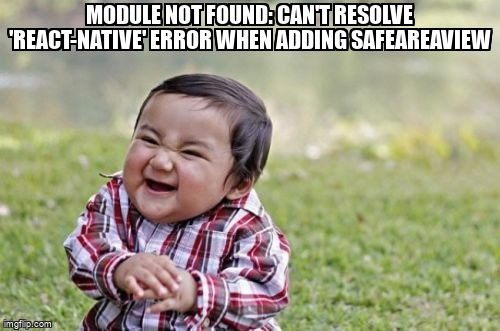 MODULE NOT FOUND: CAN'T RESOLVE
'REACT-NATIVE' ERROR WHEN ADDING SAFEAREAVIEW
imgflip.com